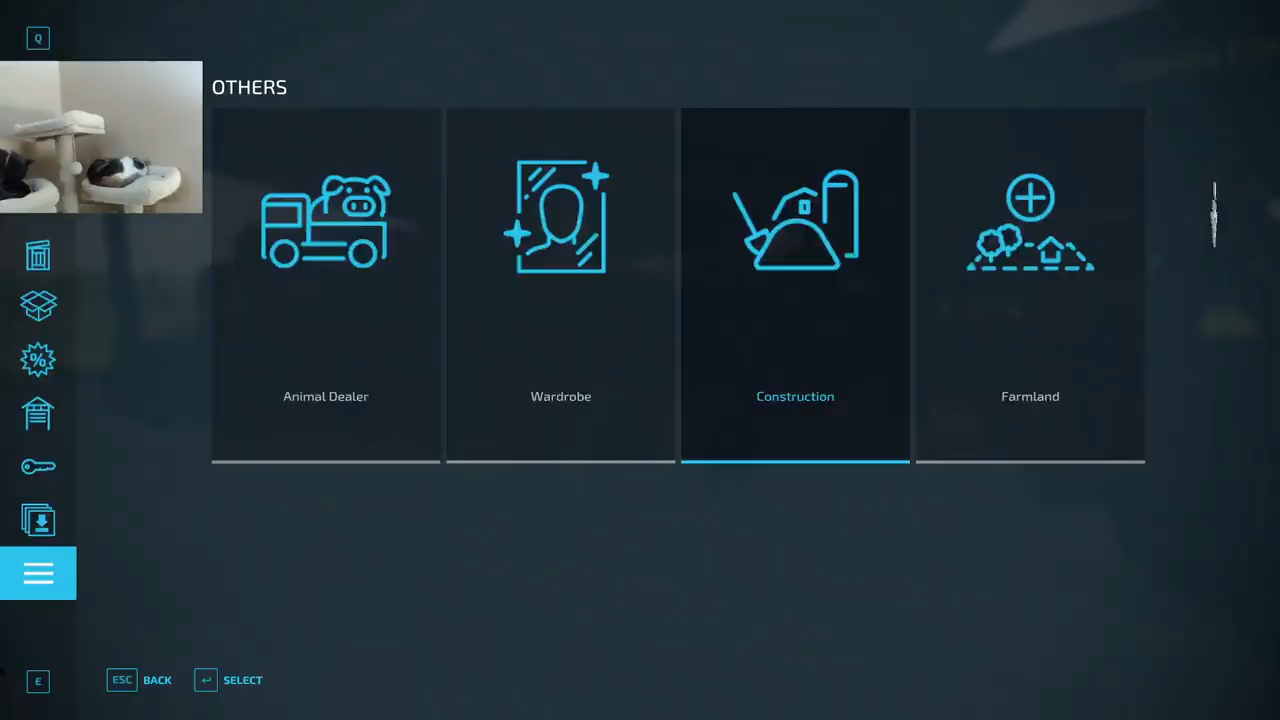 Q
OTHERS
%
Animal Dealer
Wardrobe
Construction
Farmland
E
ESC BACK
SELECT